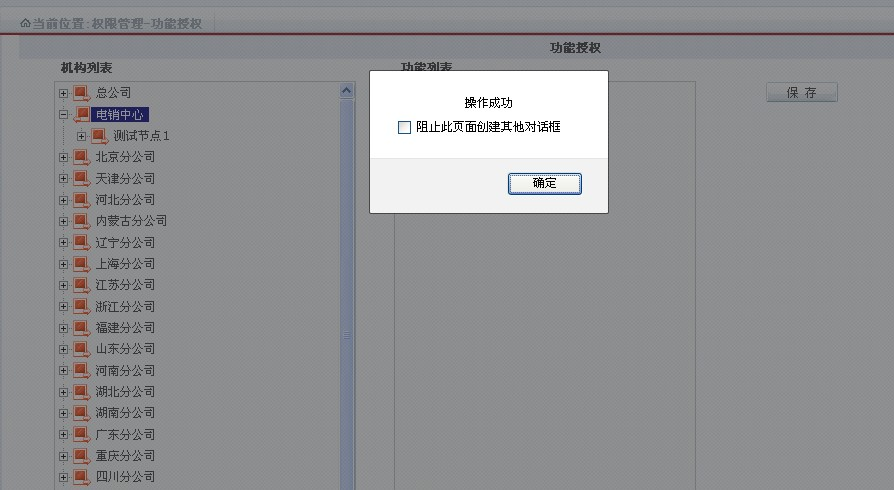 当前位置:权限管理-功能授权
功能授权
机构列表
功能列表
总公司
电销中心
测试节点1
北京分公司
天津分公司
河北分公司
内蒙古分公司
辽宁分公司
上海分公司
江苏分公司
浙江分公司
福建分公司
山东分公司
河南分公司
湖北分公司
湖南分公司
广东分公司
重庆分公司
四川分公司
操作成功
阻止此页面创建其他对话框
确定
保 存